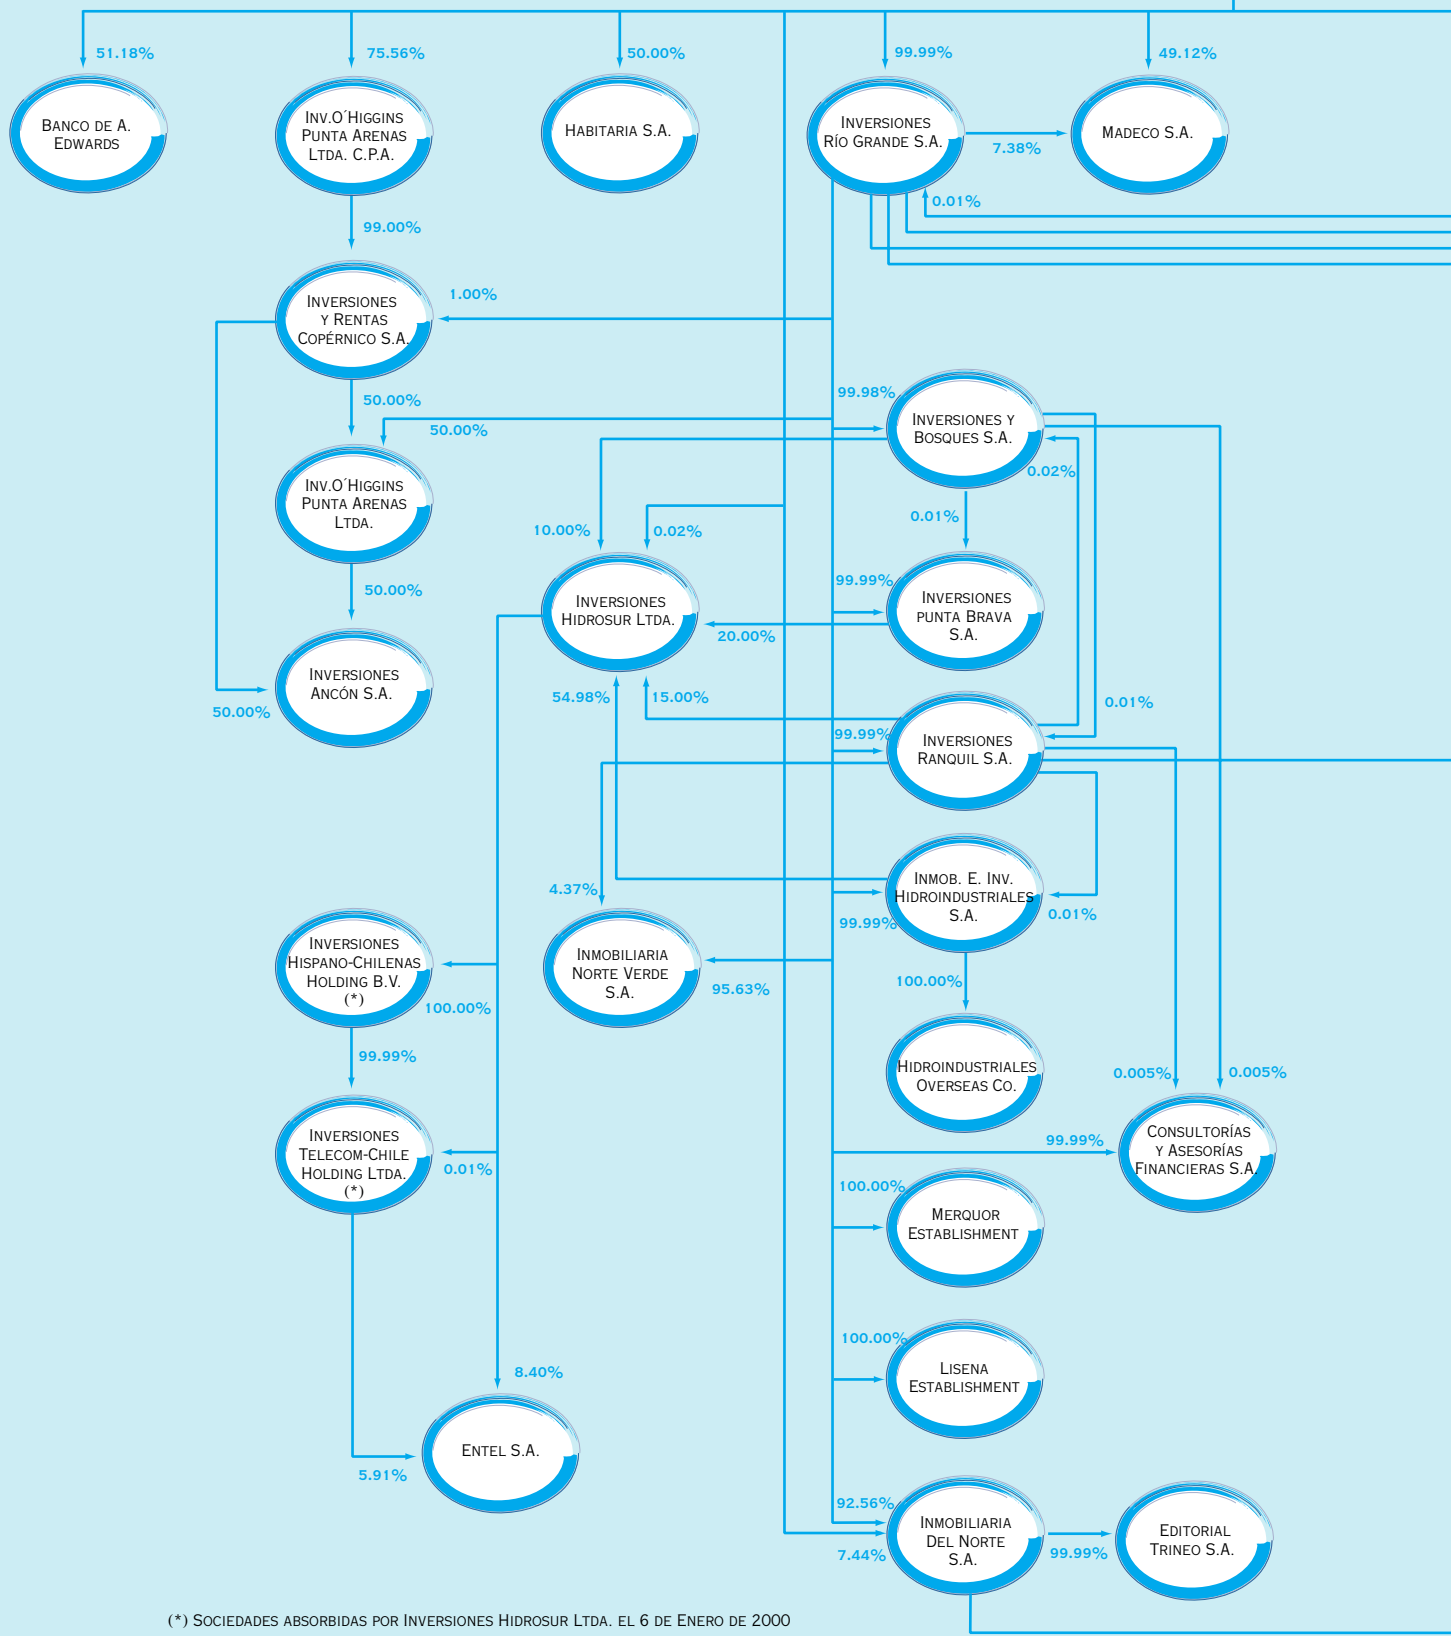 51.18%
75.56%
50.00%
99.99%
49.12%
BANCO DE A.
EDWARDS
INV.O´HIGGINS
PUNTA ARENAS
LTDA. C.P.A.
HABITARIA S.A.
INVERSIONES
RÍO GRANDE S.A.
7.38%
MADECO S.A.
0.01%
99.00%
INVERSIONES
Y RENTAS
COPÉRNICO S.A.
1.00%
50.00%
50.00%
99.98%
INVERSIONES Y
BOSQUES S.A.
0.02%
INV.O´HIGGINS
PUNTA ARENAS
LTDA.
10.00%
0.02%
0.01%
50.00%
INVERSIONES
HIDROSUR LTDA.
99.99%
INVERSIONES
PUNTA BRAVA
S.A.
20.00%
INVERSIONES
ANCÓN S.A.
50.00%
54.98%
15.00%
0.01%
99.99%
INVERSIONES
RANQUIL S.A.
4.37%
INMOB. E. INV.
HIDROINDUSTRIALES
S.A.
99.99%
0.01%
INVERSIONES
HISPANO-CHILENAS
HOLDING B.V.
(*)
100.00%
INMOBILIARIA
NORTE VERDE
S.A.
95.63%
100.00%
99.99%
HIDROINDUSTRIALES
OVERSEAS CO.
0.005%
0.005%
INVERSIONES
TELECOM-CHILE
HOLDING LTDA.
(*)
0.01%
99.99%
CONSULTORÍAS
Y ASESORÍAS
FINANCIERAS S.A.
100.00%
MERQUOR
ESTABLISHMENT
100.00%
LISENA
ESTABLISHMENT
8.40%
ENTEL S.A.
5.91%
92.56%
7.44%
INMOBILIARIA
DEL NORTE
S.A.
99.99%
EDITORIAL
TRINEO S.A.
(*) SOCIEDADES ABSORBIDAS POR INVERSIONES HIDROSUR LTDA. EL 6 DE ENERO DE 2000